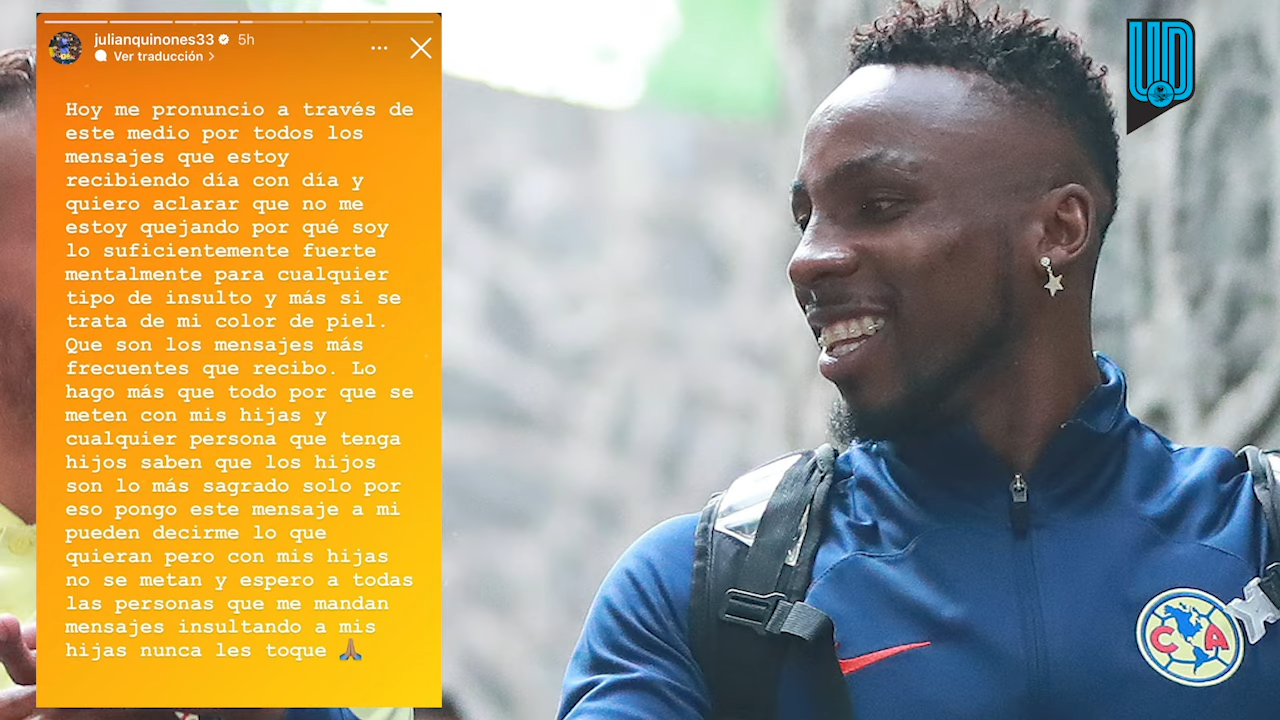 julianquinones33 5h
Ver traducción >
Hoy me pronuncio a través de
este medio por todos los
mensajes que estoy
recibiendo día con día y
quiero aclarar que no me
estoy quejando por qué soy
lo suficientemente fuerte
mentalmente para cualquier
tipo de insulto y más si se
trata de mi color de piel.
Que son los mensajes más
frecuentes que recibo. Lo
hago más que todo por que se
meten con mis hijas y
cualquier persona que tenga
hijos saben que los hijos
son lo más sagrado solo por
eso pongo este mensaje a mi
pueden decirme lo que
quieran pero con mis hijas
no se metan y espero a todas
las personas que me mandan
mensajes insultando a mis
hijas nunca les toque 🙏🏾
UD
CA